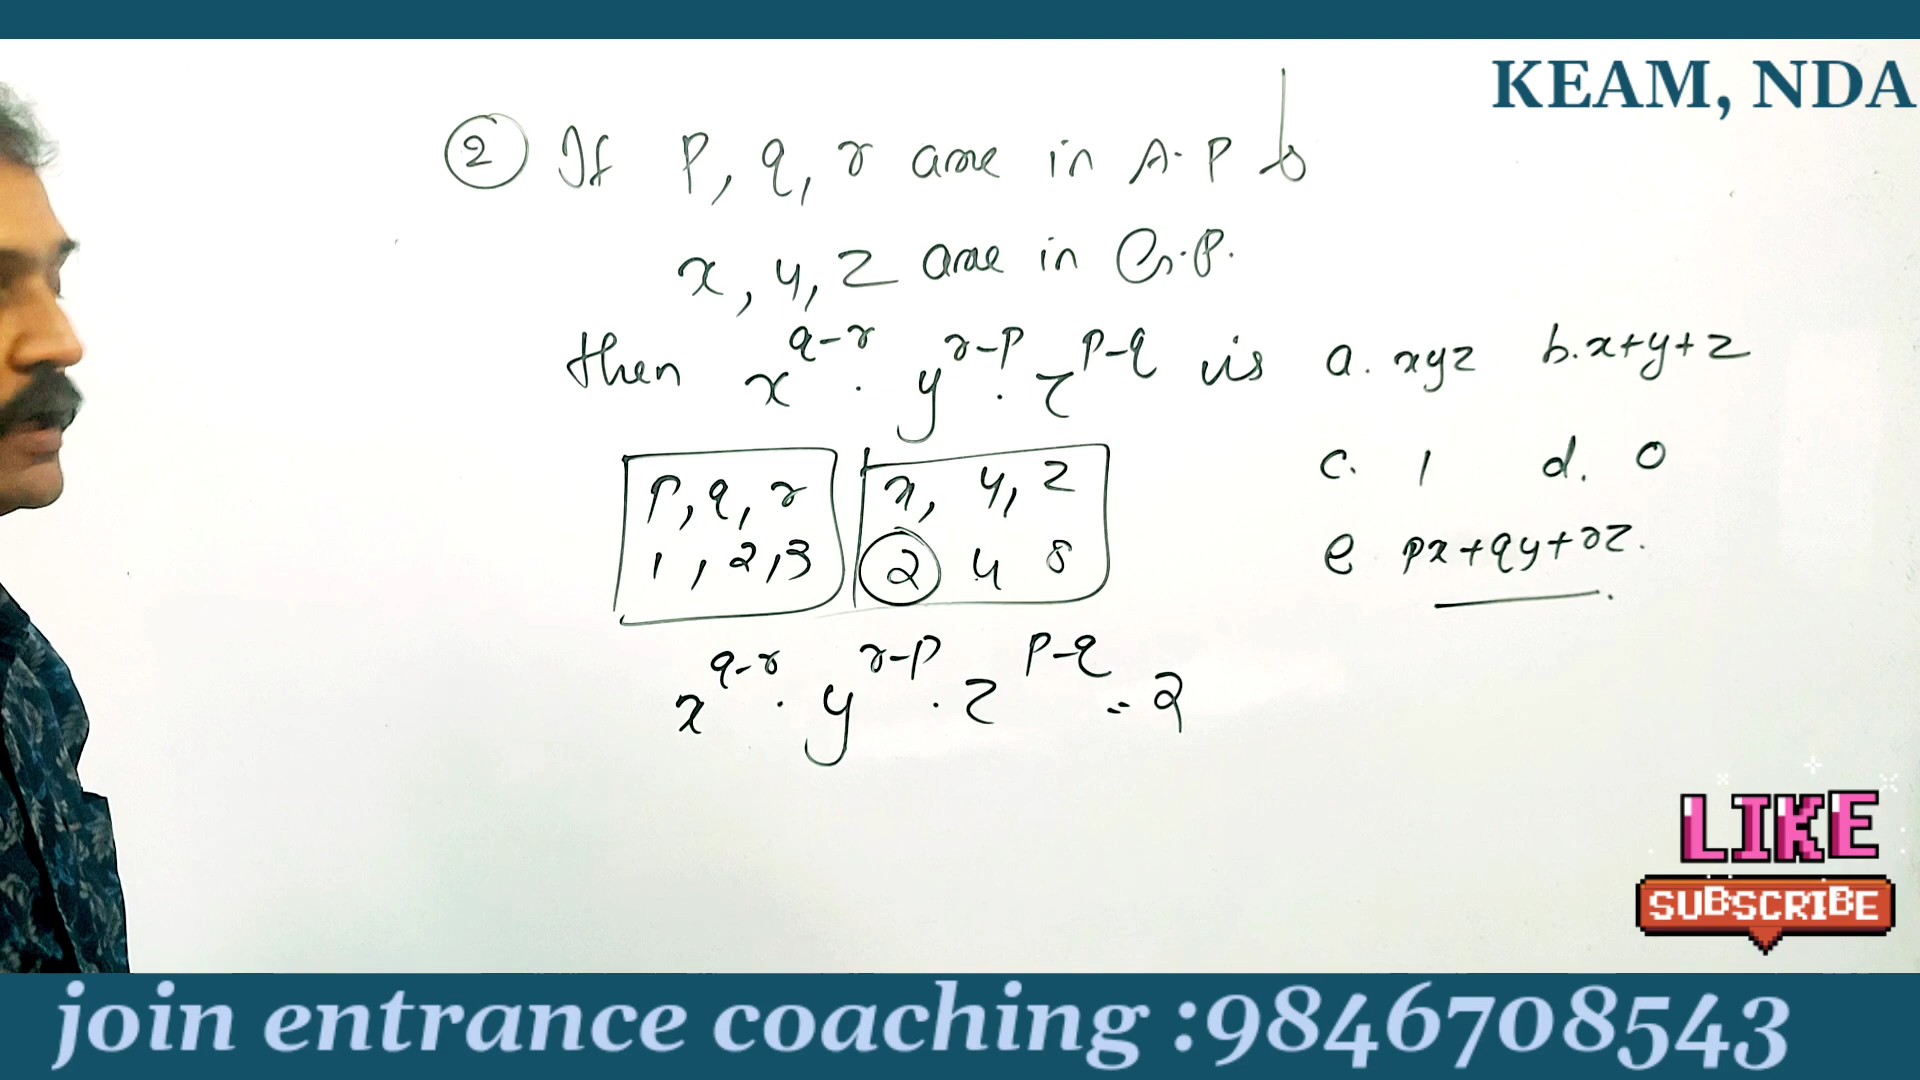 KEAM, NDA
② If P, q, r are in A.P &
x, y, z are in G.P.
then x^{q-r} . y^{r-p} . z^{p-q} is a. xyz b. x+y+z
c. 1 d. 0
e px+qy+rz.
P, q, r
1, 2, 3
x, y, z
2 4 8
x^{q-r} . y^{r-p} . z^{p-q} = 2
LIKE
SUBSCRIBE
join entrance coaching :9846708543